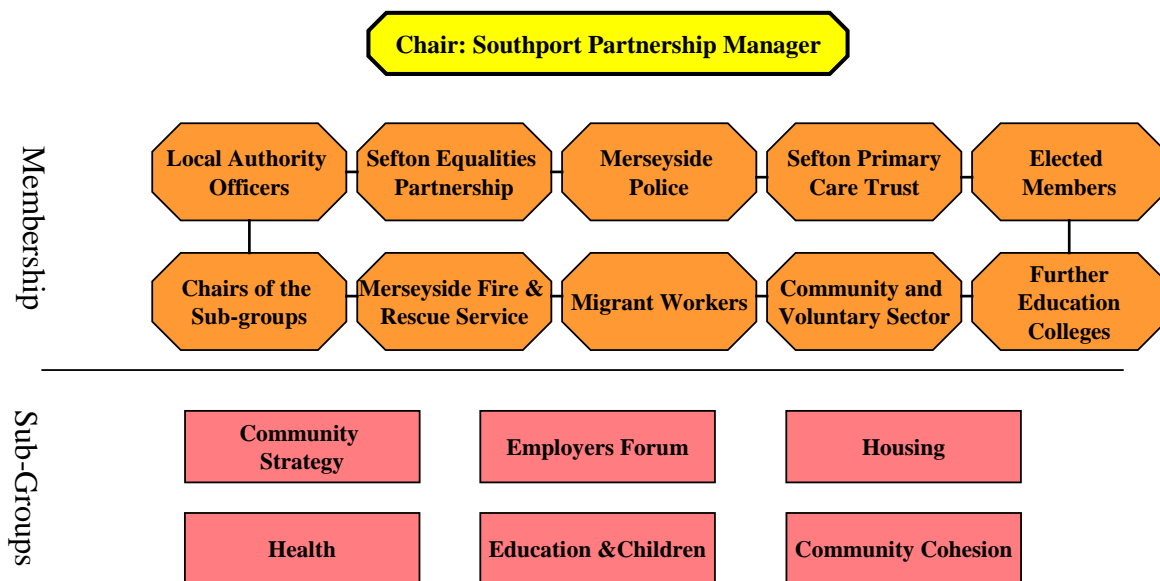 Chair: Southport Partnership Manager
Membership
Local Authority
Officers
Sefton Equalities
Partnership
Merseyside
Police
Sefton Primary
Care Trust
Elected
Members
Chairs of the
Sub-groups
Merseyside Fire &
Rescue Service
Migrant Workers
Community and
Voluntary Sector
Further
Education
Colleges
Sub-Groups
Community
Strategy
Employers Forum
Housing
Health
Education &Children
Community Cohesion